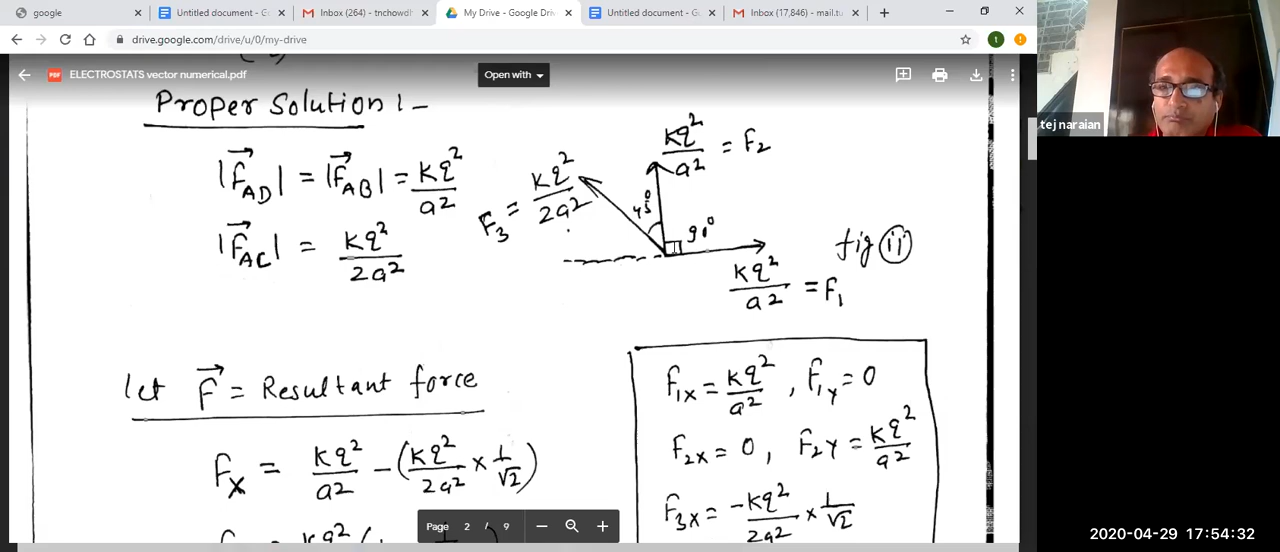 google
Untitled document - G
Inbox (264) - tnchowdh
My Drive - Google Driv
Untitled document - G
Inbox (17,846) - mail.tu
drive.google.com/drive/u/0/my-drive
t
PDF ELECTROSTATS vector numerical.pdf
Open with
tej naraian
Proper Solution :-
|F⃗AD| = |F⃗AB| = kq²/a²
|F⃗AC| = kq²/2a²
kq²/a² = F2
F3 = kq²/2a²
45°
90°
kq²/a² = F1
fig (ii)
let F⃗ = Resultant force
Fx = kq²/a² - (kq²/2a² × 1/√2)
F1x = kq²/a² , F1y = 0
F2x = 0 , F2y = kq²/a²
F3x = -kq²/2a² × 1/√2
Page 2 / 9
2020-04-29 17:54:32